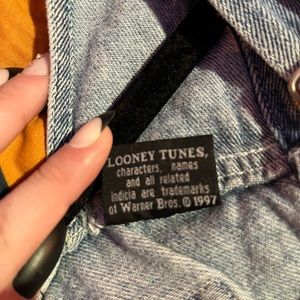 LOONEY TUNES,
characters, names
and all related
indicia are trademarks
of Warner Bros. © 1997